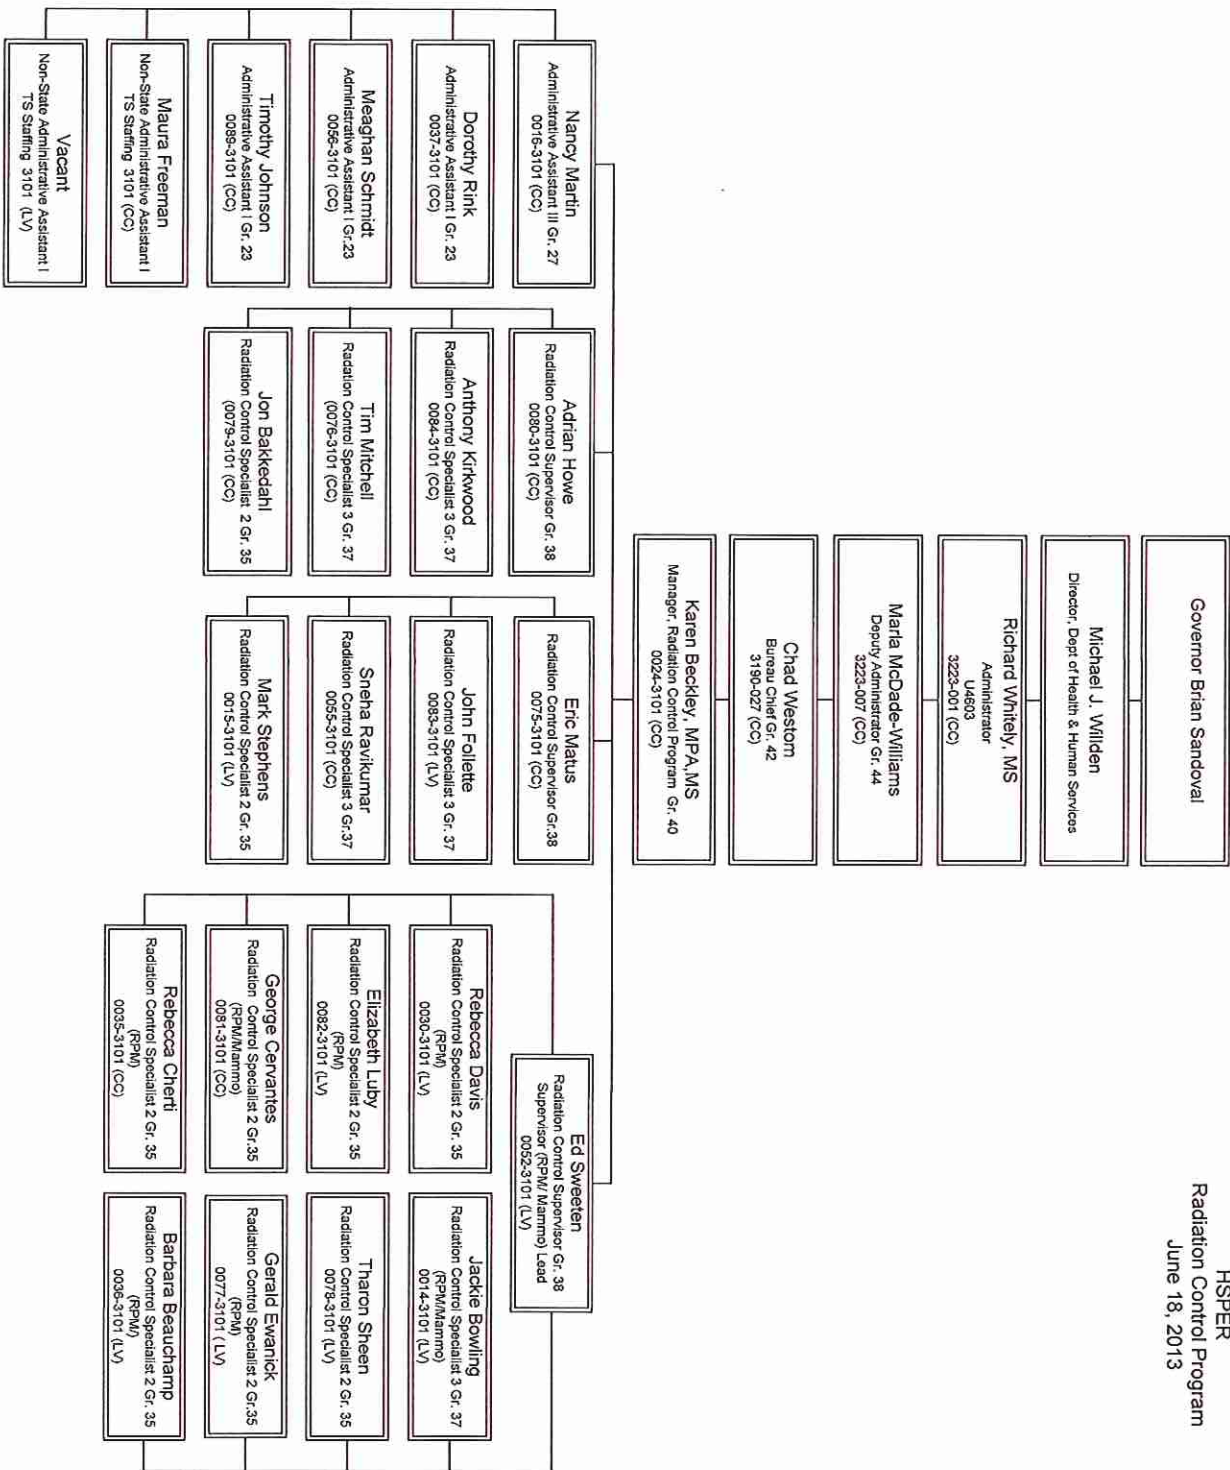 HSPER
Radiation Control Program
June 18, 2013
Governor Brian Sandoval
Michael J. Willden
Director, Dept of Health & Human Services
Richard Whitely, MS
Administrator
U4603
3223-001 (CC)
Marla McDade-Williams
Deputy Administrator Gr. 44
3223-007 (CC)
Chad Westom
Bureau Chief Gr. 42
3190-027 (CC)
Karen Beckley, MPA,MS
Manager, Radiation Control Program Gr. 40
0024-3101 (CC)
Nancy Martin
Administrative Assistant III Gr. 27
0016-3101 (CC)
Dorothy Rink
Administrative Assistant I Gr. 23
0037-3101 (CC)
Meaghan Schmidt
Administrative Assistant I Gr.23
0056-3101 (CC)
Timothy Johnson
Administrative Assistant I Gr. 23
0089-3101 (CC)
Maura Freeman
Non-State Administrative Assistant I
TS Staffing 3101 (CC)
Vacant
Non-State Administrative Assistant I
TS Staffing 3101 (LV)
Adrian Howe
Radiation Control Supervisor Gr. 38
0080-3101 (CC)
Anthony Kirkwood
Radiation Control Specialist 3 Gr. 37
0084-3101 (CC)
Tim Mitchell
Radation Control Specialist 3 Gr. 37
(0076-3101 (CC)
Jon Bakkedahl
Radiation Control Specialist 2 Gr. 35
(0079-3101 (CC)
Eric Matus
Radiation Control Supervisor Gr.38
0075-3101 (CC)
John Follette
Radiation Control Specialist 3 Gr. 37
0083-3101 (LV)
Sneha Ravikumar
Radiation Control Specialist 3 Gr.37
0055-3101 (CC)
Mark Stephens
Radiation Control Specialist 2 Gr. 35
0015-3101 (LV)
Ed Sweeten
Radiation Control Supervisor Gr. 38
Supervisor (RPM/ Mammo) Lead
0052-3101 (LV)
Rebecca Davis
Radiation Control Specialist 2 Gr. 35
(RPM)
0030-3101 (LV)
Elizabeth Luby
Radiation Control Specialist 2 Gr. 35
(RPM)
0082-3101 (LV)
George Cervantes
Radiation Control Specialist 2 Gr.35
(RPM/Mammo)
0081-3101 (CC)
Rebecca Cherti
Radiation Control Specialist 2 Gr. 35
(RPM)
0035-3101 (CC)
Jackie Bowling
Radiation Control Specialist 3 Gr. 37
(RPM/Mammo)
0014-3101 (LV)
Tharon Sheen
Radiation Control Specialist 2 Gr. 35
0078-3101 (LV)
Gerald Ewanick
Radiation Control Specialist 2 Gr.35
(RPM)
0077-3101 ( LV)
Barbara Beauchamp
Radiation Control Specialist 2 Gr. 35
(RPM/)
0036-3101 (LV)